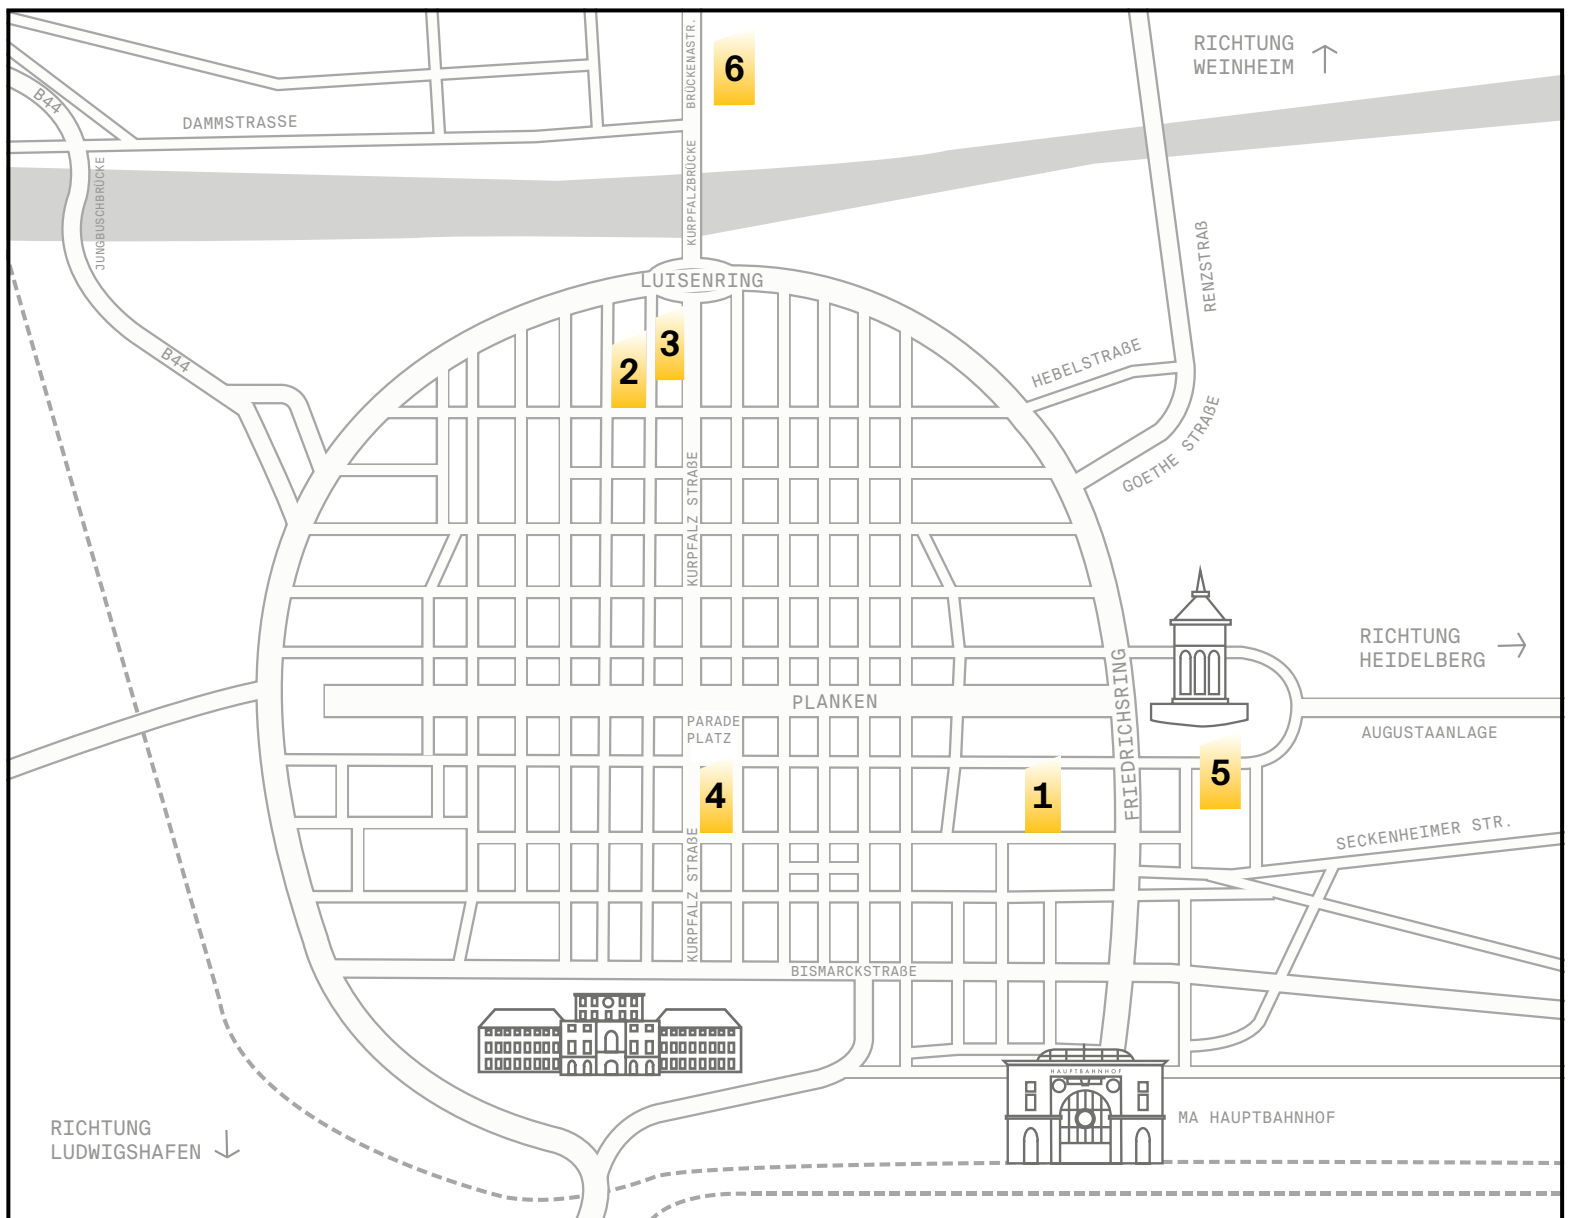 BRÜCKENASTR.
6
RICHTUNG
WEINHEIM
B44
DAMMSTRASSE
JUNGBUSCHBRÜCKE
KURPFALZBRÜCKE
RENZSTRAß
LUISENRING
B44
3
2
HEBELSTRAßE
GOETHE STRAßE
KURPFALZ STRAßE
RICHTUNG
HEIDELBERG
FRIEDRICHSRING
PLANKEN
PARADE
PLATZ
AUGUSTAANLAGE
5
4
1
SECKENHEIMER STR.
KURPFALZ STRAßE
BISMARCKSTRAßE
HAUPTBAHNHOF
MA HAUPTBAHNHOF
RICHTUNG
LUDWIGSHAFEN